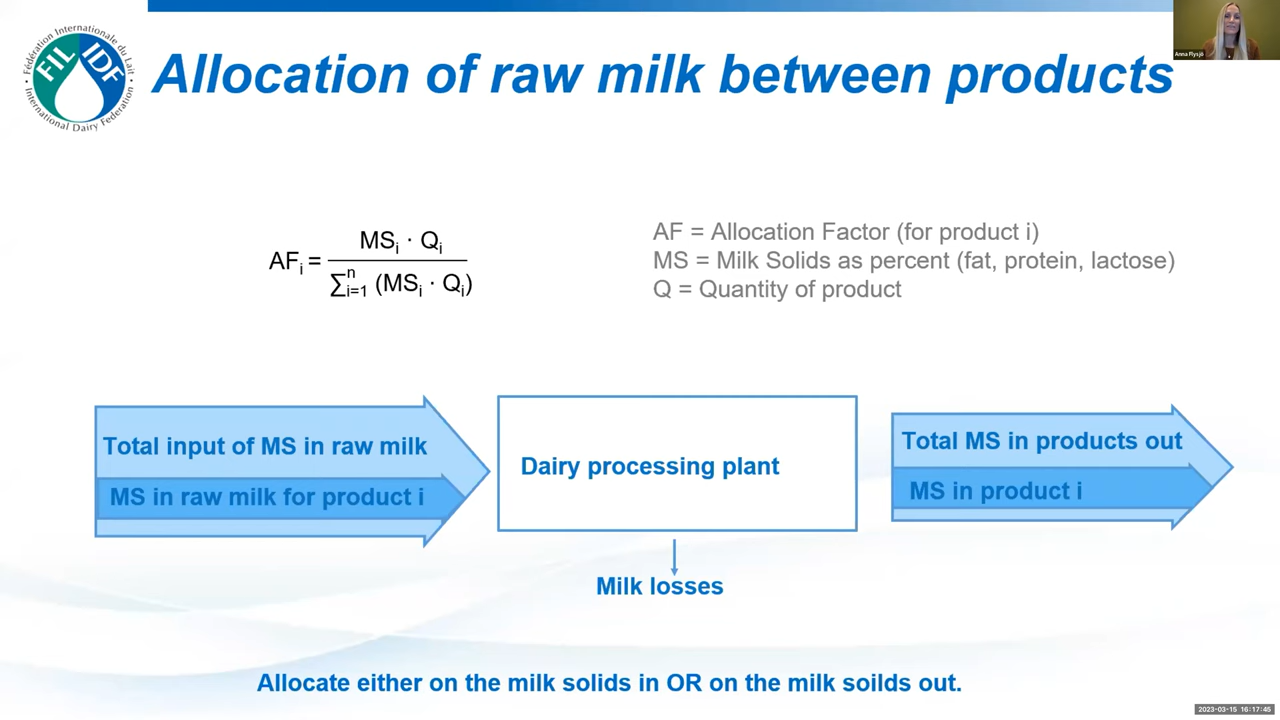 Fédération Internationale du Lait
FIL
IDF
International Dairy Federation
Allocation of raw milk between products
Anna Flysjö
AFi = MSi · Qi
∑i=1n (MSi · Qi)
AF = Allocation Factor (for product i)
MS = Milk Solids as percent (fat, protein, lactose)
Q = Quantity of product
Total input of MS in raw milk
MS in raw milk for product i
Dairy processing plant
Total MS in products out
MS in product i
Milk losses
Allocate either on the milk solids in OR on the milk soilds out.
2023-03-15 16:17:45